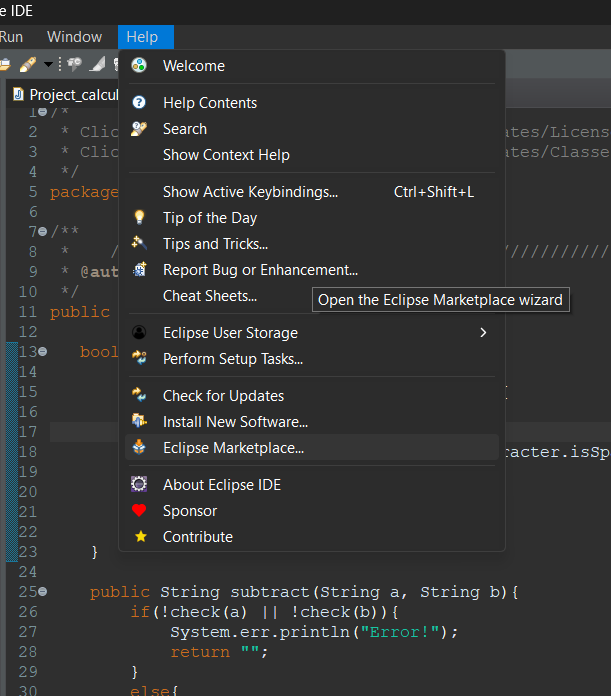 e IDE
Run Window Help
Welcome
Project_calcul
Help Contents
1 /*
Search
2 * Clic ates/Licens
Show Context Help
3 * Clic ates/Classe
4 */
Show Active Keybindings... Ctrl+Shift+L
5 package
Tip of the Day
6
Tips and Tricks...
7 /**
8 * / ///////////
Report Bug or Enhancement...
9 * @aut
Cheat Sheets...
Open the Eclipse Marketplace wizard
10 */
11 public
Eclipse User Storage
12
Perform Setup Tasks...
13 bool
14
Check for Updates
15
Install New Software...
16
17
Eclipse Marketplace...
18 racter.isSp
19
About Eclipse IDE
20
Sponsor
21
Contribute
22
23 }
24
25 public String subtract(String a, String b){
26 if(!check(a) || !check(b)){
27 System.err.println("Error!");
28 return "";
29 }
30 else{